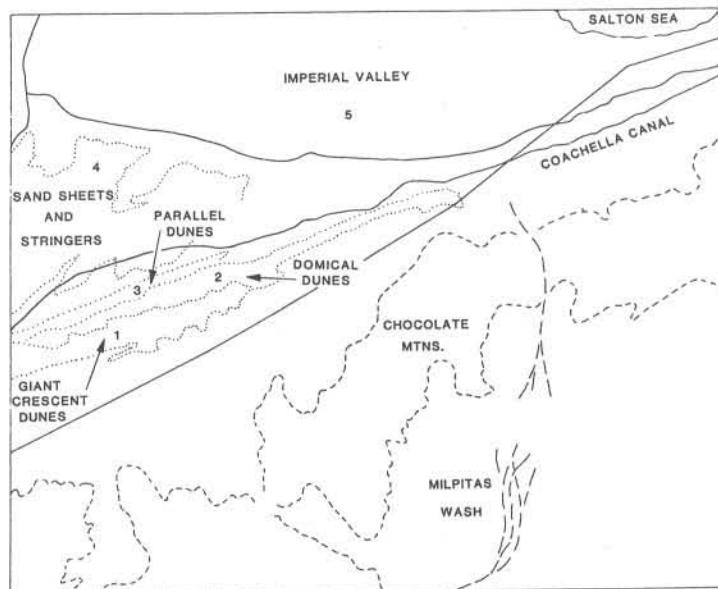 SALTON SEA
IMPERIAL VALLEY
5
COACHELLA CANAL
4
SAND SHEETS
AND
STRINGERS
PARALLEL
DUNES
2
DOMICAL
DUNES
3
1
CHOCOLATE
MTNS.
GIANT
CRESCENT
DUNES
MILPITAS
WASH